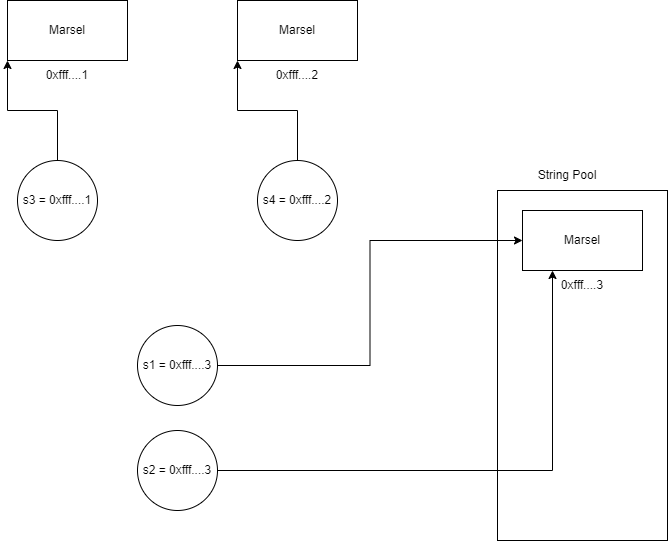 Marsel
Marsel
0xfff....1
0xfff....2
s3 = 0xfff....1
s4 = 0xfff....2
String Pool
Marsel
0xfff....3
s1 = 0xfff....3
s2 = 0xfff....3